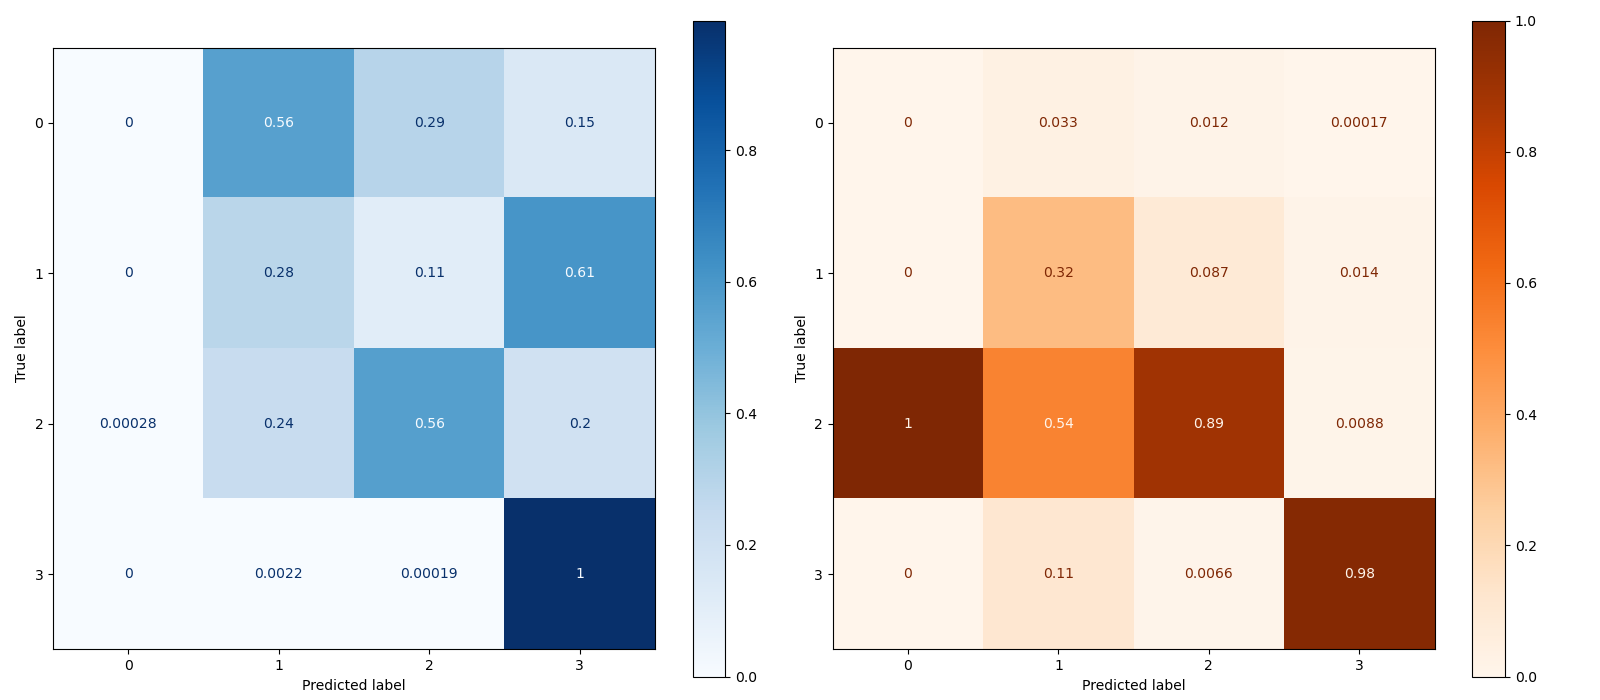 0 0 0.56 0.29 0.15
1 0 0.28 0.11 0.61
2 0.00028 0.24 0.56 0.2
3 0 0.0022 0.00019 1
0 1 2 3
True label
Predicted label
0.8
0.6
0.4
0.2
0.0
0 0 0.033 0.012 0.00017
1 0 0.32 0.087 0.014
2 1 0.54 0.89 0.0088
3 0 0.11 0.0066 0.98
0 1 2 3
True label
Predicted label
1.0
0.8
0.6
0.4
0.2
0.0